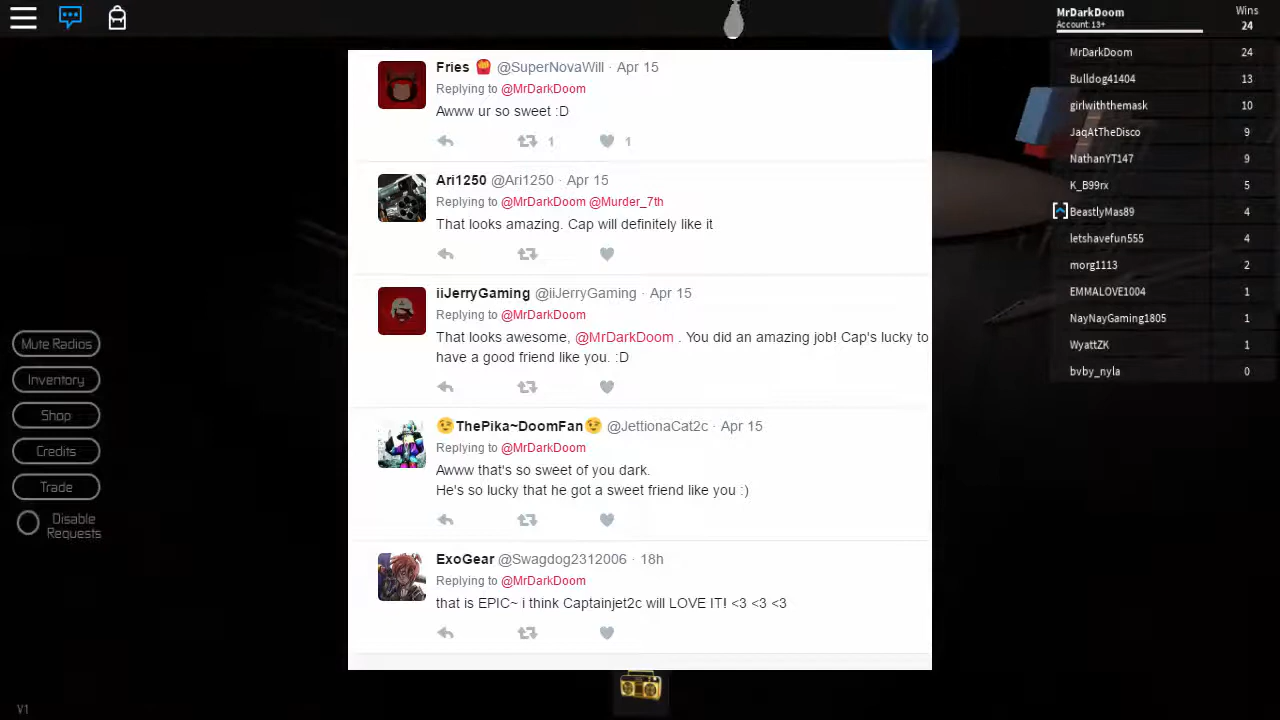 MrDarkDoom
Account: 13+
Wins
24
Fries @SuperNovaWill · Apr 15
Replying to @MrDarkDoom
Awww ur so sweet :D
1
1
Ari1250 @Ari1250 · Apr 15
Replying to @MrDarkDoom @Murder_7th
That looks amazing. Cap will definitely like it
iiJerryGaming @iiJerryGaming · Apr 15
Replying to @MrDarkDoom
That looks awesome, @MrDarkDoom . You did an amazing job! Cap's lucky to
have a good friend like you. :D
😉ThePika~DoomFan😉 @JettionaCat2c · Apr 15
Replying to @MrDarkDoom
Awww that's so sweet of you dark.
He's so lucky that he got a sweet friend like you :)
ExoGear @Swagdog2312006 · 18h
Replying to @MrDarkDoom
that is EPIC~ i think Captainjet2c will LOVE IT! <3 <3 <3
MrDarkDoom 24
Bulldog41404 13
girlwiththemask 10
JaqAtTheDisco 9
NathanYT147 9
K_B99rx 5
BeastlyMas89 4
letshavefun555 4
morg1113 2
EMMALOVE1004 1
NayNayGaming1805 1
WyattZK 1
bvby_nyla 0
Mute Radios
Inventory
Shop
Credits
Trade
Disable
Requests
V1